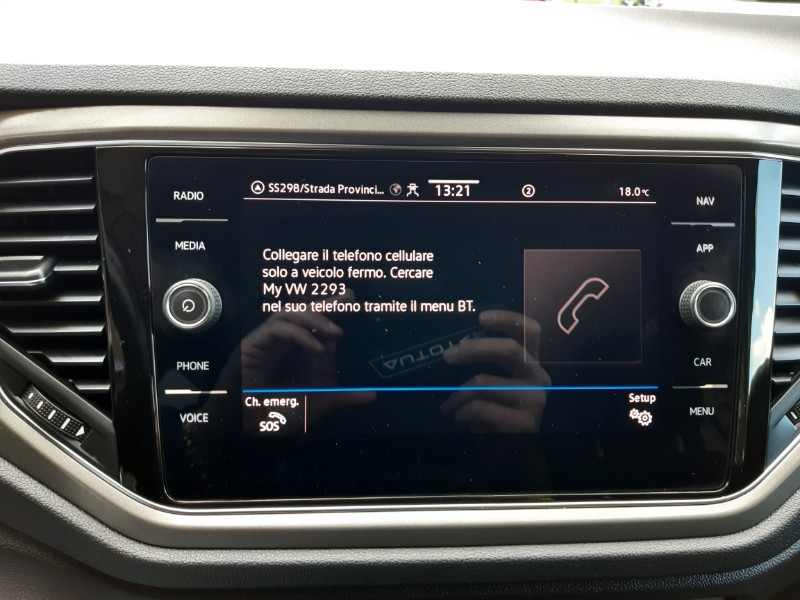 RADIO
MEDIA
PHONE
VOICE
SS298/Strada Provinci...
13:21
2
18.0°C
Collegare il telefono cellulare
solo a veicolo fermo. Cercare
My VW 2293
nel suo telefono tramite il menu BT.
Ch. emerg.
SOS
Setup
NAV
APP
CAR
MENU
AUTOTO